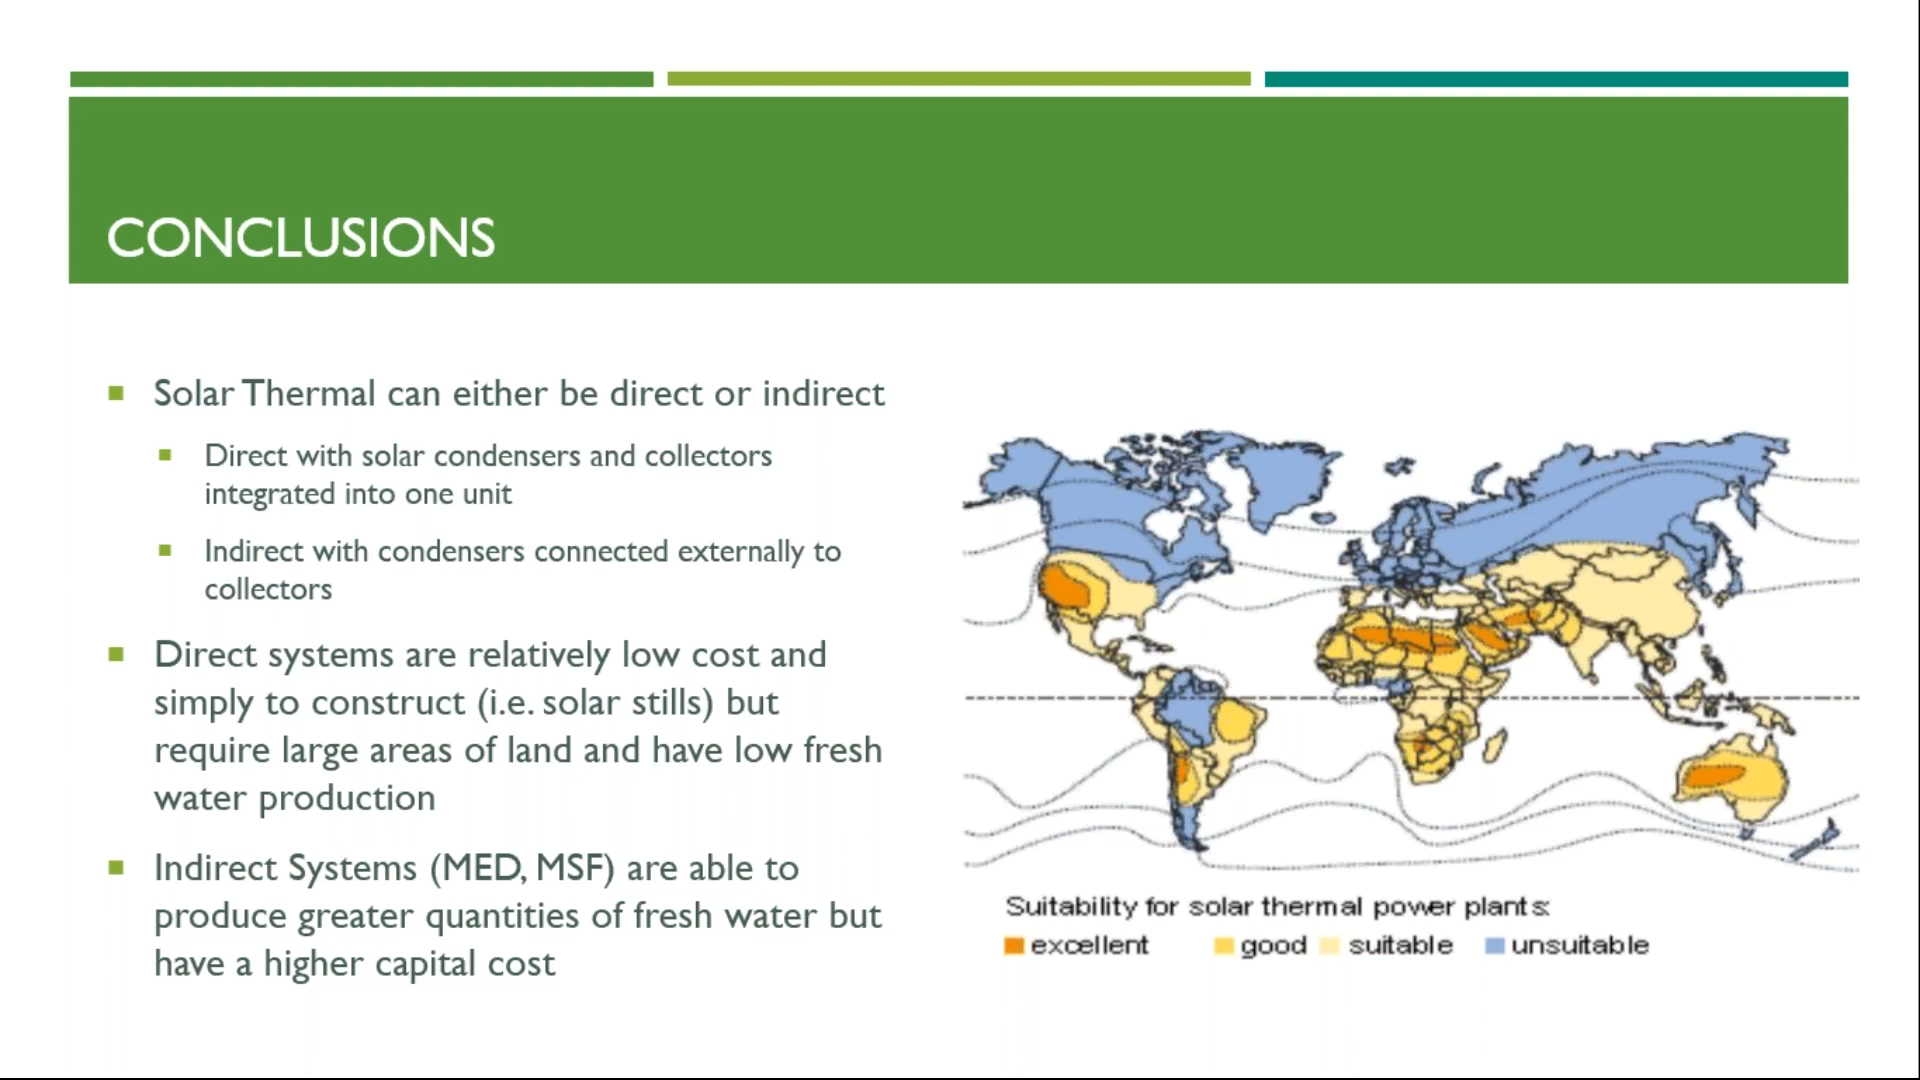 CONCLUSIONS
Solar Thermal can either be direct or indirect
Direct with solar condensers and collectors
integrated into one unit
Indirect with condensers connected externally to
collectors
Direct systems are relatively low cost and
simply to construct (i.e. solar stills) but
require large areas of land and have low fresh
water production
Indirect Systems (MED, MSF) are able to
produce greater quantities of fresh water but
have a higher capital cost
Suitability for solar thermal power plants:
excellent good suitable unsuitable